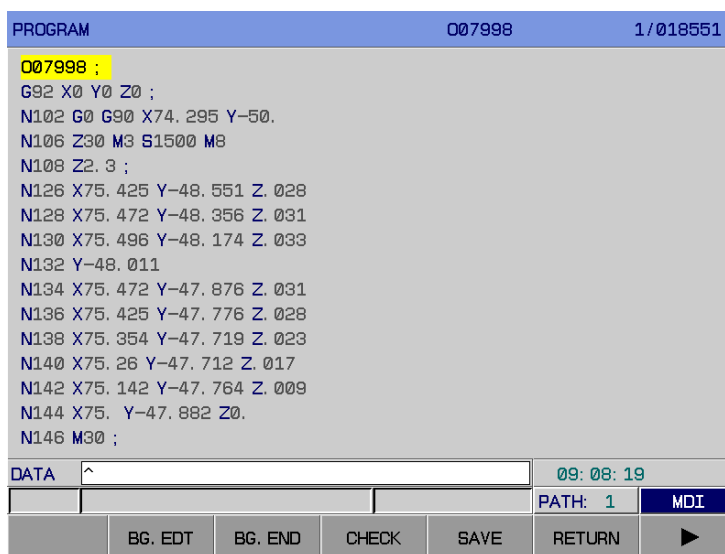 PROGRAM O07998 1/018551
O07998 ;
G92 X0 Y0 Z0 ;
N102 G0 G90 X74.295 Y-50.
N106 Z30 M3 S1500 M8
N108 Z2.3 ;
N126 X75.425 Y-48.551 Z.028
N128 X75.472 Y-48.356 Z.031
N130 X75.496 Y-48.174 Z.033
N132 Y-48.011
N134 X75.472 Y-47.876 Z.031
N136 X75.425 Y-47.776 Z.028
N138 X75.354 Y-47.719 Z.023
N140 X75.26 Y-47.712 Z.017
N142 X75.142 Y-47.764 Z.009
N144 X75. Y-47.882 Z0.
N146 M30 ;
DATA ^ 09:08:19
PATH: 1 MDI
BG. EDT BG. END CHECK SAVE RETURN ▶